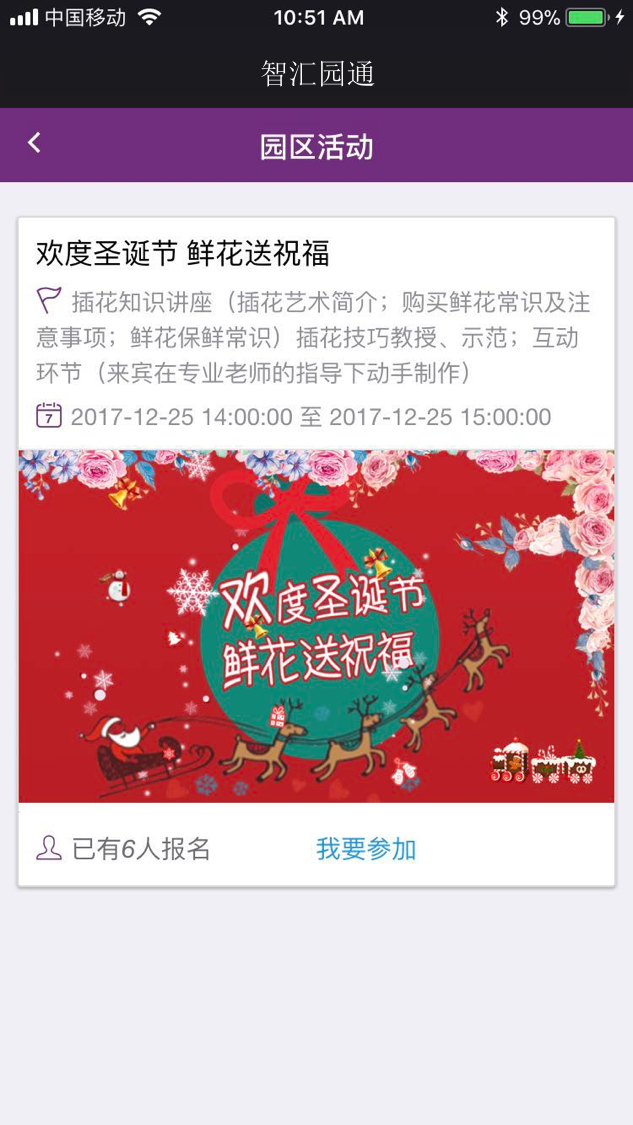 中国移动
10:51 AM
99%
智汇园通
园区活动
欢度圣诞节 鲜花送祝福
插花知识讲座（插花艺术简介；购买鲜花常识及注
意事项；鲜花保鲜常识）插花技巧教授、示范；互动
环节（来宾在专业老师的指导下动手制作）
7
2017-12-25 14:00:00 至 2017-12-25 15:00:00
欢度圣诞节
鲜花送祝福
已有6人报名
我要参加